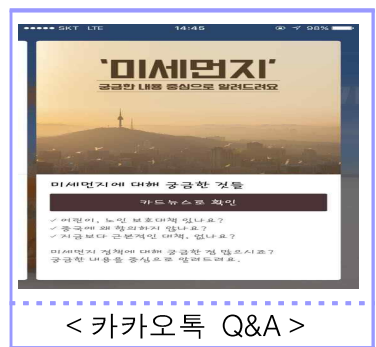 SKT LTE 14:45 98%
'미세먼지'
궁금한 내용 중심으로 알려드려요
미세먼지에 대해 궁금한 것들
카드뉴스로 확인
✓ 어린이, 노인 보호대책 있나요?
✓ 중국에 왜 항의하지 않나요?
✓ 지금보다 근본적인 대책, 없나요?
미세먼지 정책에 대해 궁금한 점 많으시죠?
궁금한 내용을 중심으로 알려드려요.
<카카오톡 Q&A>